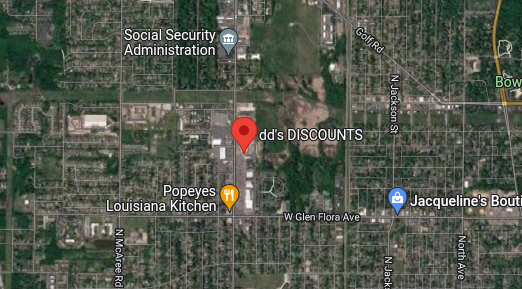 Social Security
Administration
Golf Rd
Bow
N Jackson St
dd's DISCOUNTS
Popeyes
Louisiana Kitchen
W Glen Flora Ave
Jacqueline's Bouti
N McAree Rd
N Jack
North Ave